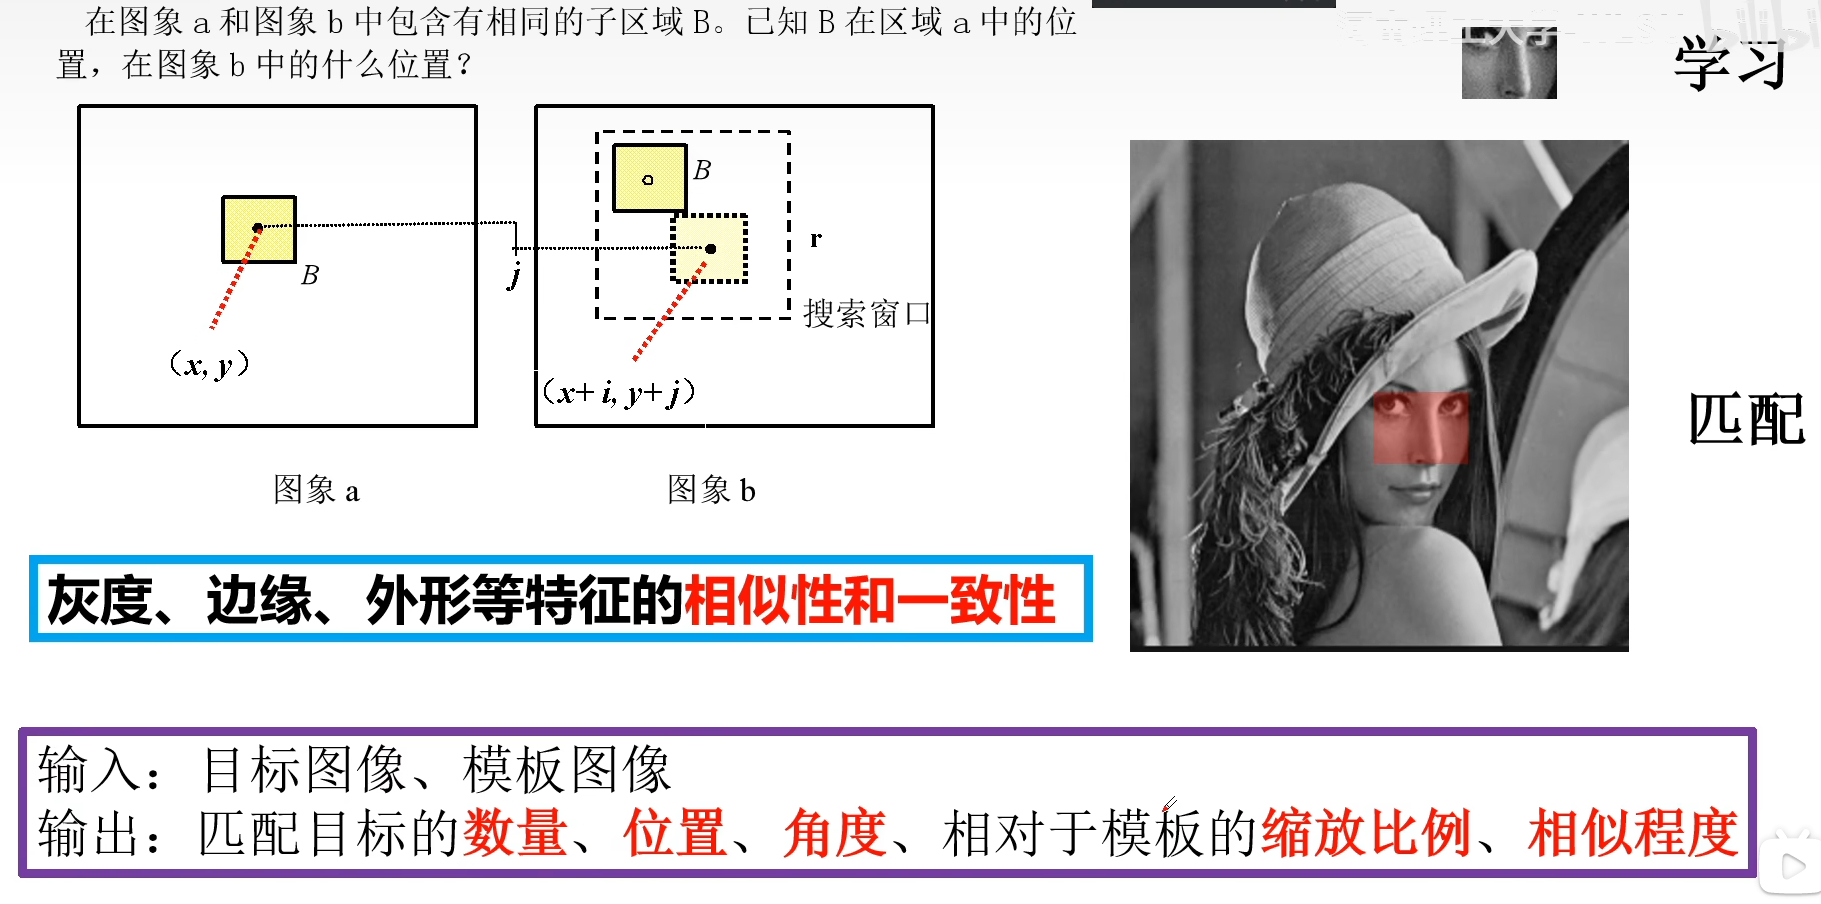 在图象 a 和图象 b 中包含有相同的子区域 B。已知 B 在区域 a 中的位
置，在图象 b 中的什么位置？
学习
B
B
r
j
搜索窗口
(x, y)
(x+ i, y+ j)
匹配
图象 a
图象 b
灰度、边缘、外形等特征的相似性和一致性
输入：目标图像、模板图像
输出：匹配目标的数量、位置、角度、相对于模板的缩放比例、相似程度